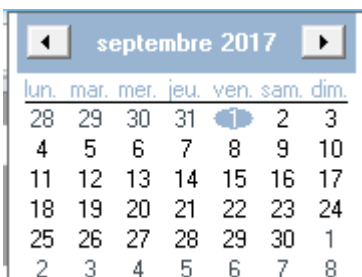 septembre 2017
lun. mar. mer. jeu. ven. sam. dim.
28 29 30 31 1 2 3
4 5 6 7 8 9 10
11 12 13 14 15 16 17
18 19 20 21 22 23 24
25 26 27 28 29 30 1
2 3 4 5 6 7 8